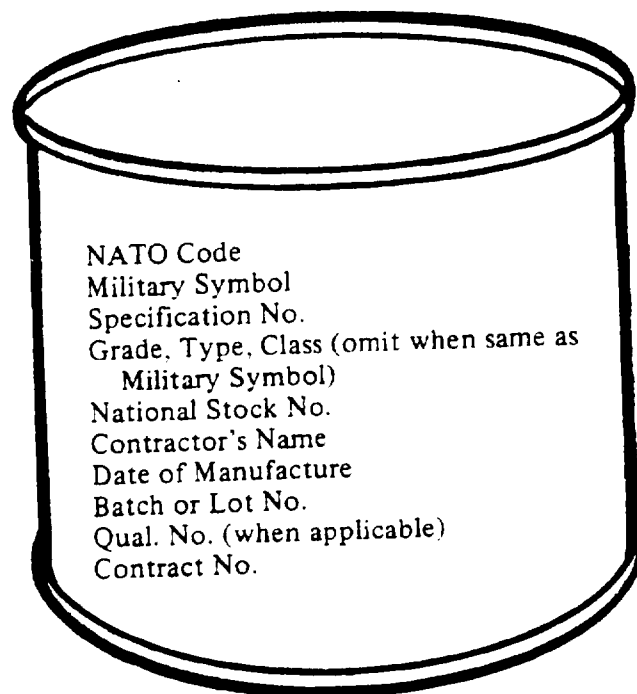 NATO Code
Military Symbol
Specification No.
Grade, Type, Class (omit when same as
Military Symbol)
National Stock No.
Contractor's Name
Date of Manufacture
Batch or Lot No.
Qual. No. (when applicable)
Contract No.